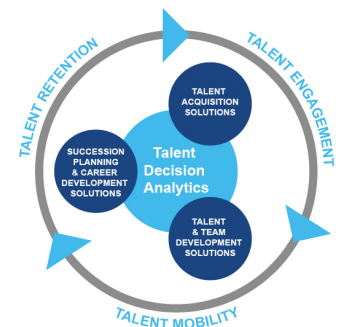 TALENT RETENTION
TALENT ENGAGEMENT
TALENT
ACQUISITION
SOLUTIONS
SUCCESSION
PLANNING
& CAREER
DEVELOPMENT
SOLUTIONS
Talent
Decision
Analytics
TALENT
& TEAM
DEVELOPMENT
SOLUTIONS
TALENT MOBILITY